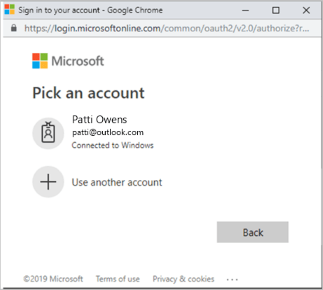 Sign in to your account - Google Chrome
https://login.microsoftonline.com/common/oauth2/v2.0/authorize?r...
Microsoft
Pick an account
Patti Owens
patti@outlook.com
Connected to Windows
Use another account
Back
©2019 Microsoft Terms of use Privacy & cookies ...